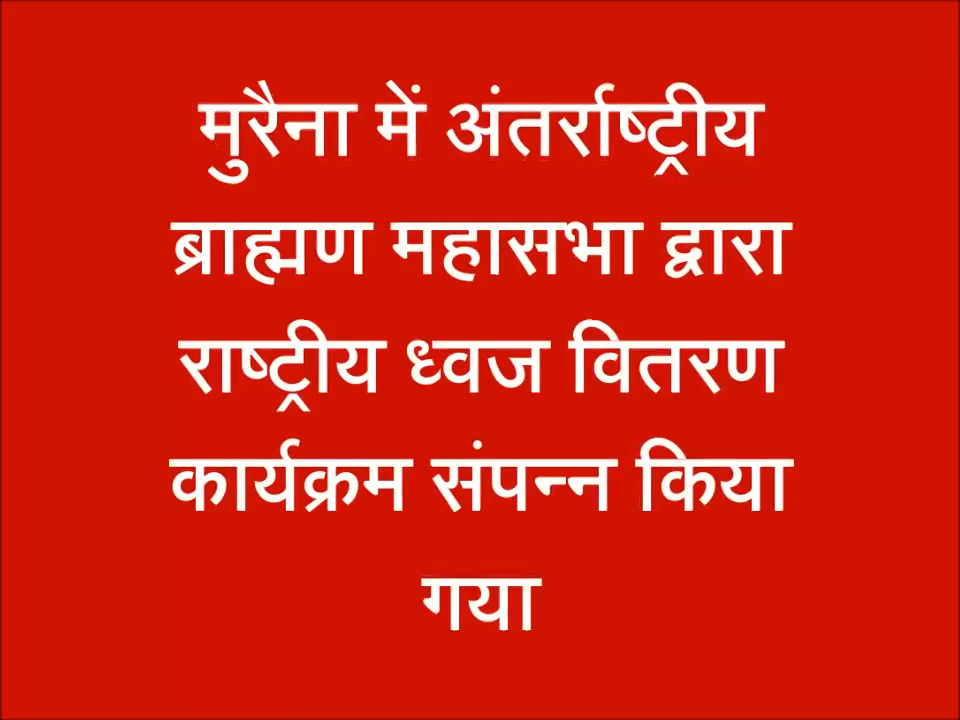 मुरैना में अंतर्राष्ट्रीय
ब्राह्मण महासभा द्वारा
राष्ट्रीय ध्वज वितरण
कार्यक्रम संपन्न किया
गया